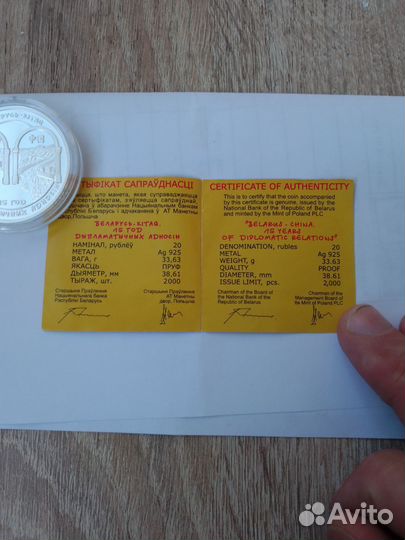 СЕРТЫФІКАТ САПРАЎДНАСЦІ
што манета, якая суправаджаецца
сертыфікатам, з'яўляецца
ў абарачэнне Нацыянальным банкам
Рэспублікі Беларусь і адчаканена ў АТ Манетны
двор, Польшча
"БЕЛАРУСЬ-КІТАЙ.
15 ГОД
ДЫПЛАМАТЫЧНЫХ АДНОСІН"
НАМІНАЛ, рублёў 20
МЕТАЛ Ag 925
ВАГА, г 33,63
ЯКАСЦЬ ПРУФ
ДЫЯМЕТР, мм 38,61
ТЫРАЖ, шт. 2000
Старшыня Праўлення
Нацыянальнага банка
Рэспублікі Беларусь
Старшыня Праўлення
АТ Манетны
двор, Польшча
CERTIFICATE OF AUTHENTICITY
This is to certify that the coin accompanied
by this certificate is genuine, issued by the
National Bank of the Republic of Belarus
and minted by the Mint of Poland PLC
"BELARUS-CHINA.
15 YEARS
OF DIPLOMATIC RELATIONS"
DENOMINATION, rubles 20
METAL Ag 925
WEIGHT, g 33.63
QUALITY PROOF
DIAMETER, mm 38.61
ISSUE LIMIT, pcs. 2,000
Chairman of the Board of
the National Bank of the
Republic of Belarus
Chairman of the
Management Board of
the Mint of Poland PLC
Avito